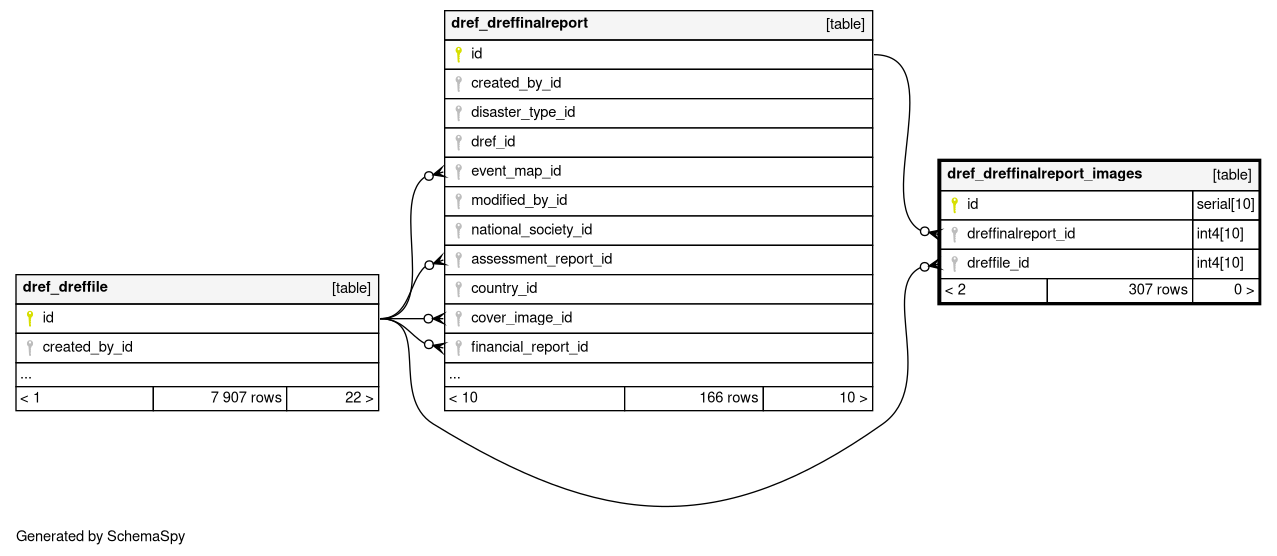 dref_dreffinalreport [table]
id
created_by_id
disaster_type_id
dref_id
event_map_id
modified_by_id
national_society_id
assessment_report_id
country_id
cover_image_id
financial_report_id
...
< 10 166 rows 10 >
dref_dreffinalreport_images [table]
id serial[10]
dreffinalreport_id int4[10]
dreffile_id int4[10]
< 2 307 rows 0 >
dref_dreffile [table]
id
created_by_id
...
< 1 7 907 rows 22 >
Generated by SchemaSpy